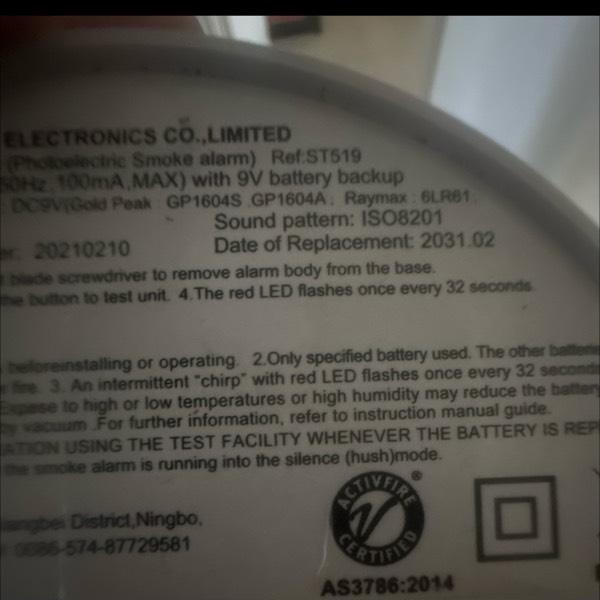 ELECTRONICS CO.,LIMITED
(Photoelectric Smoke alarm) Ref:ST519
50Hz,100mA,MAX) with 9V battery backup
: DC9V(Gold Peak : GP1604S ,GP1604A ; Raymax : 6LR61.
Sound pattern: ISO8201
20210210 Date of Replacement: 2031.02
blade screwdriver to remove alarm body from the base.
the button to test unit. 4.The red LED flashes once every 32 seconds.
beforeinstalling or operating. 2.Only specified battery used. The other
fire. 3. An intermittent "chirp" with red LED flashes once every 32
to high or low temperatures or high humidity may reduce the battery
by vacuum .For further information, refer to instruction manual guide.
USING THE TEST FACILITY WHENEVER THE BATTERY IS REP
the smoke alarm is running into the silence (hush)mode.
ACTIVFIRE ®
CERTIFIED
District,Ningbo,
0086-574-87729581
AS3786:2014